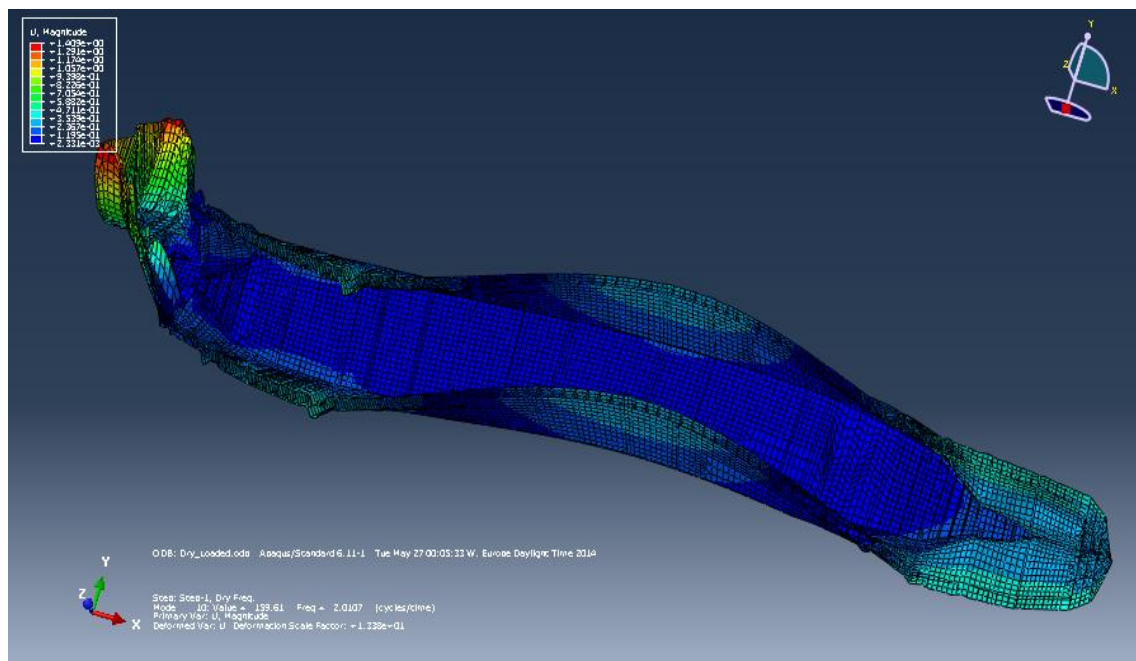 U, Magnitude
+1.409e+00
+1.291e+00
+1.174e+00
+1.057e+00
+9.398e-01
+8.226e-01
+7.054e-01
+5.882e-01
+4.711e-01
+3.539e-01
+2.367e-01
+1.195e-01
+2.331e-03
Y
Z
X
ODB: Dry_Loaded.odb Abaqus/Standard 6.11-1 Tue May 27 00:05:33 W. Europe Daylight Time 2014
Y
Z
X
Step: Step-1, Dry Freq.
Mode 10: Value = 159.61 Freq = 2.0107 (cycles/time)
Primary Var: U, Magnitude
Deformed Var: U Deformation Scale Factor: +1.338e+01